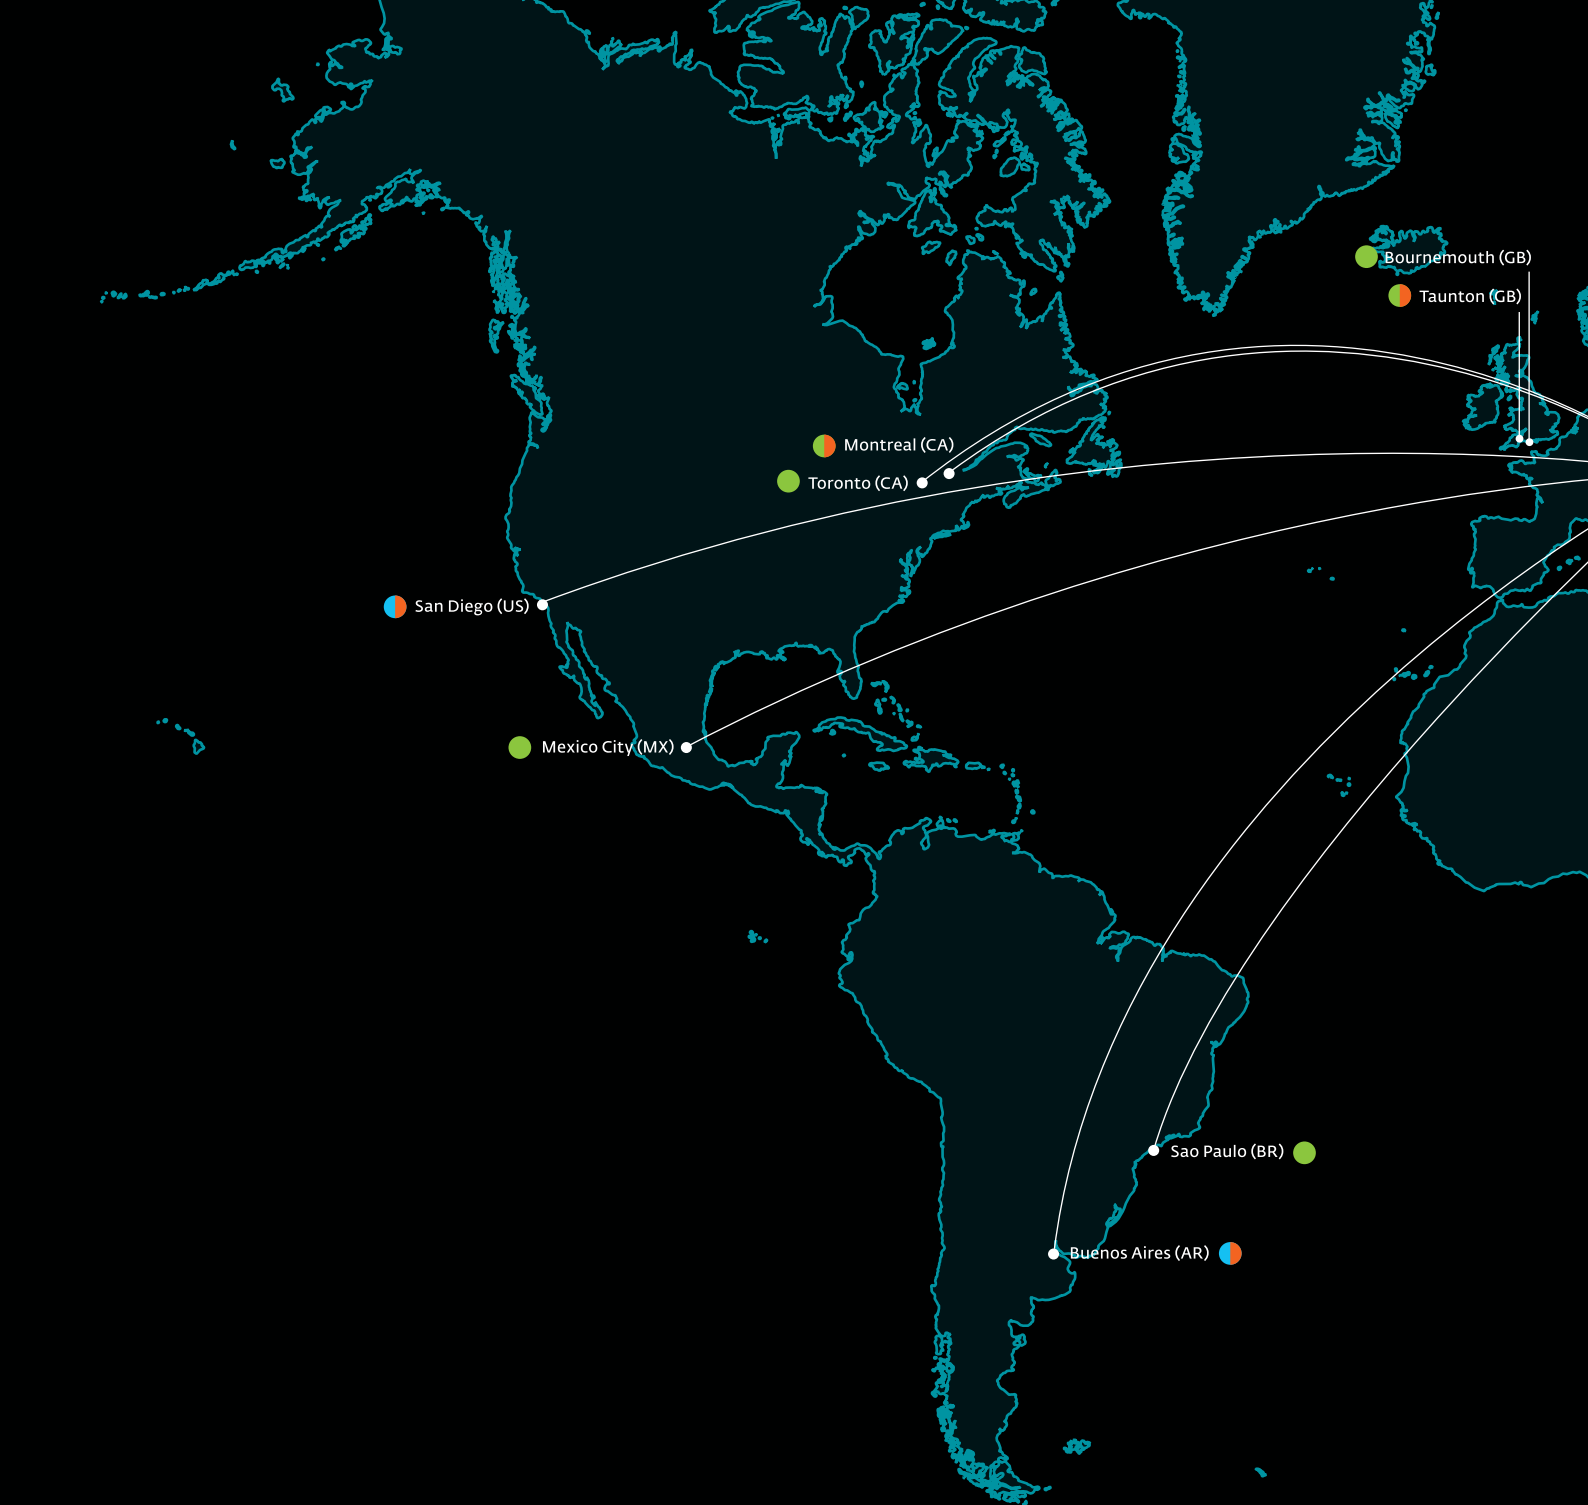 Bournemouth (GB)
Taunton (GB)
Montreal (CA)
Toronto (CA)
San Diego (US)
Mexico City (MX)
Sao Paulo (BR)
Buenos Aires (AR)